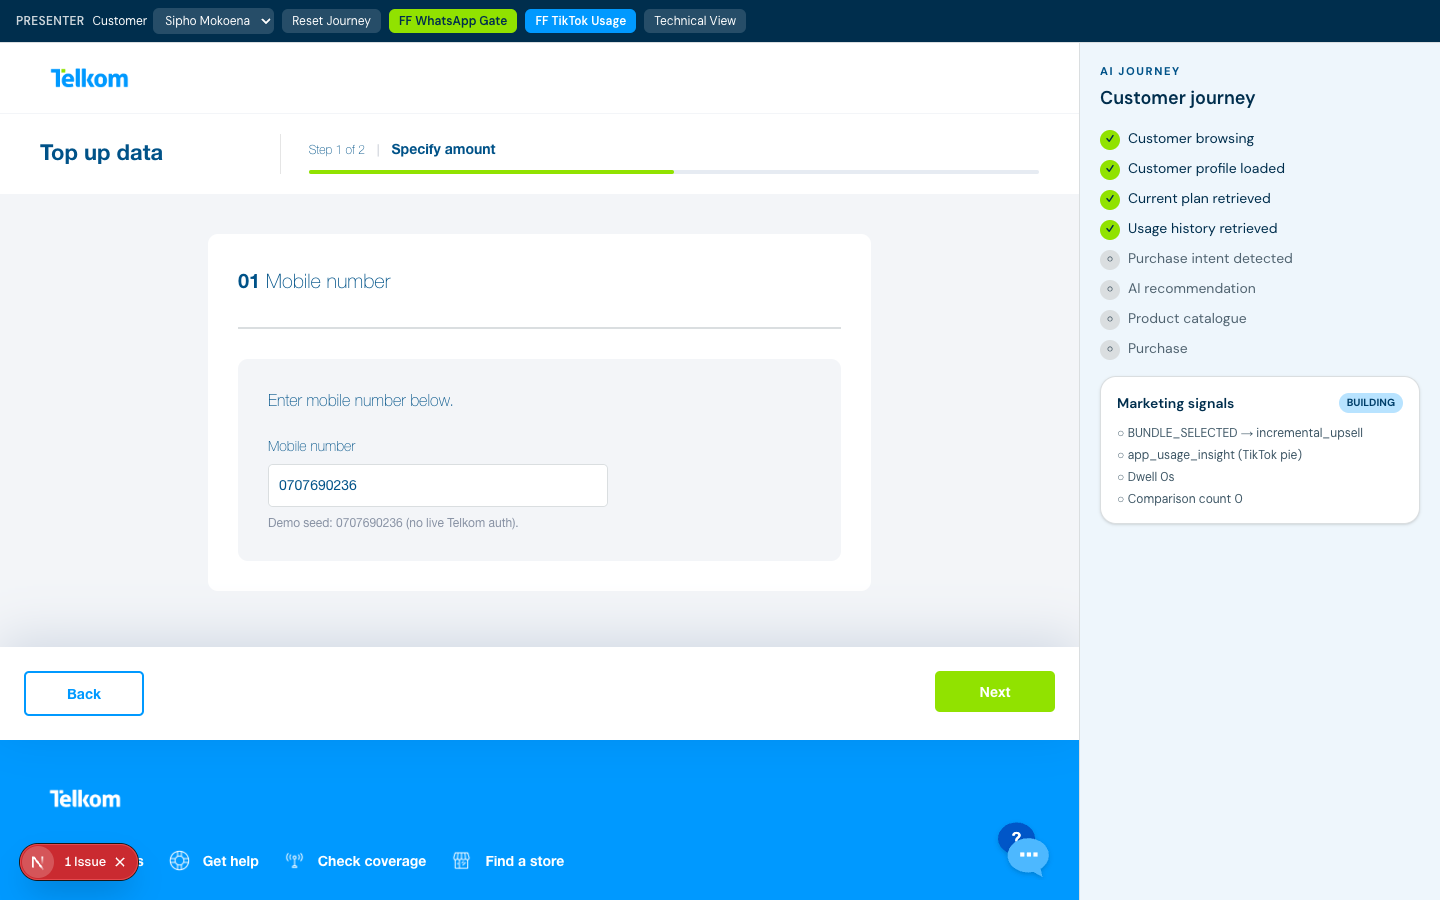 PRESENTER Customer Sipho Mokoena Reset Journey FF WhatsApp Gate FF TikTok Usage Technical View
Telkom
Top up data
Step 1 of 2 | Specify amount
01 Mobile number
Enter mobile number below.
Mobile number
0707690236
Demo seed: 0707690236 (no live Telkom auth).
Back
Next
Telkom
N 1 Issue
s
Get help
Check coverage
Find a store
?
AI JOURNEY
Customer journey
Customer browsing
Customer profile loaded
Current plan retrieved
Usage history retrieved
Purchase intent detected
AI recommendation
Product catalogue
Purchase
Marketing signals BUILDING
○ BUNDLE_SELECTED → incremental_upsell
○ app_usage_insight (TikTok pie)
○ Dwell 0s
○ Comparison count 0